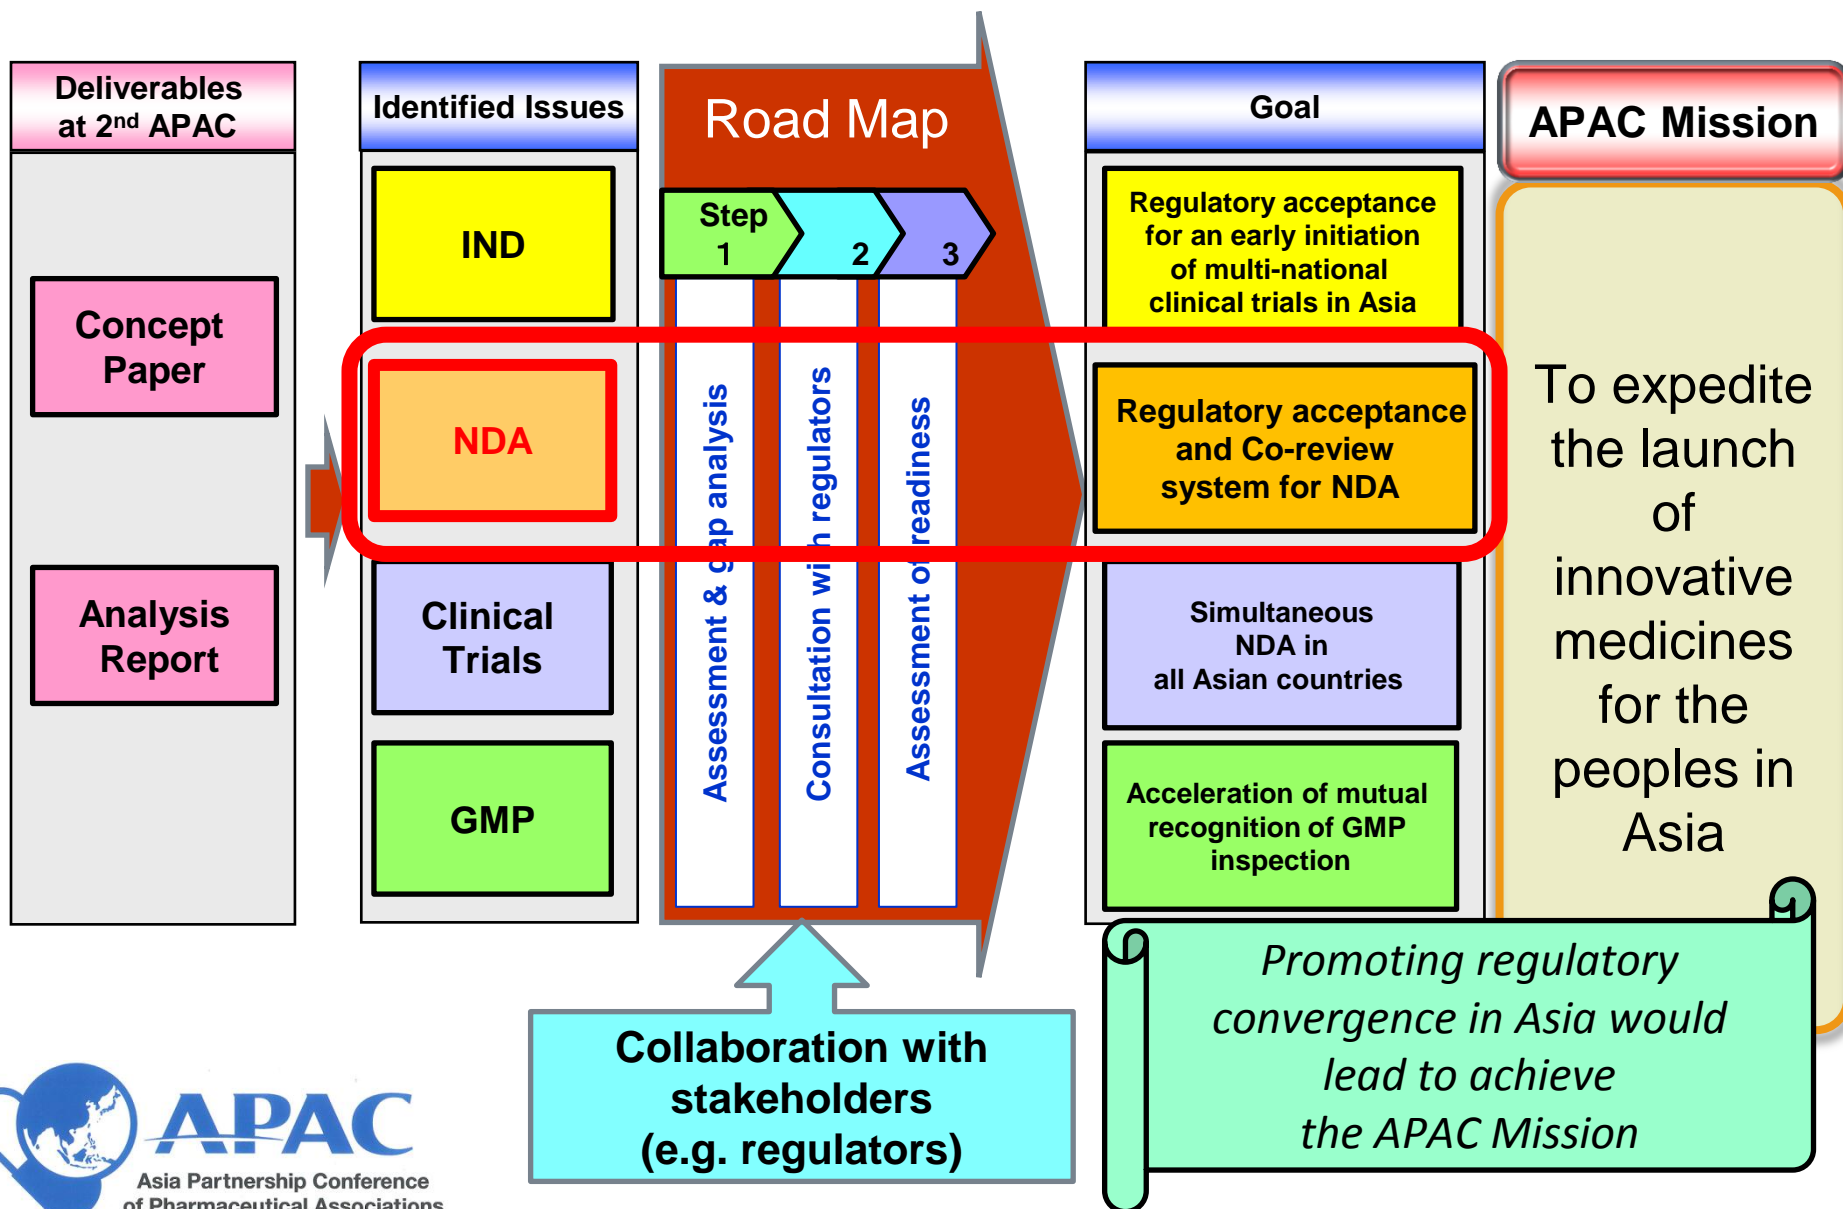 Deliverables
at 2nd APAC
Concept
Paper
Analysis
Report
Identified Issues
IND
NDA
Clinical
Trials
GMP
Road Map
Step
1
2
3
Assessment & gap analysis
Consultation with regulators
Assessment of readiness
Collaboration with
stakeholders
(e.g. regulators)
Goal
Regulatory acceptance
for an early initiation
of multi-national
clinical trials in Asia
Regulatory acceptance
and Co-review
system for NDA
Simultaneous
NDA in
all Asian countries
Acceleration of mutual
recognition of GMP
inspection
APAC Mission
To expedite
the launch
of
innovative
medicines
for the
peoples in
Asia
Promoting regulatory
convergence in Asia would
lead to achieve
the APAC Mission
APAC
Asia Partnership Conference
of Pharmaceutical Associations